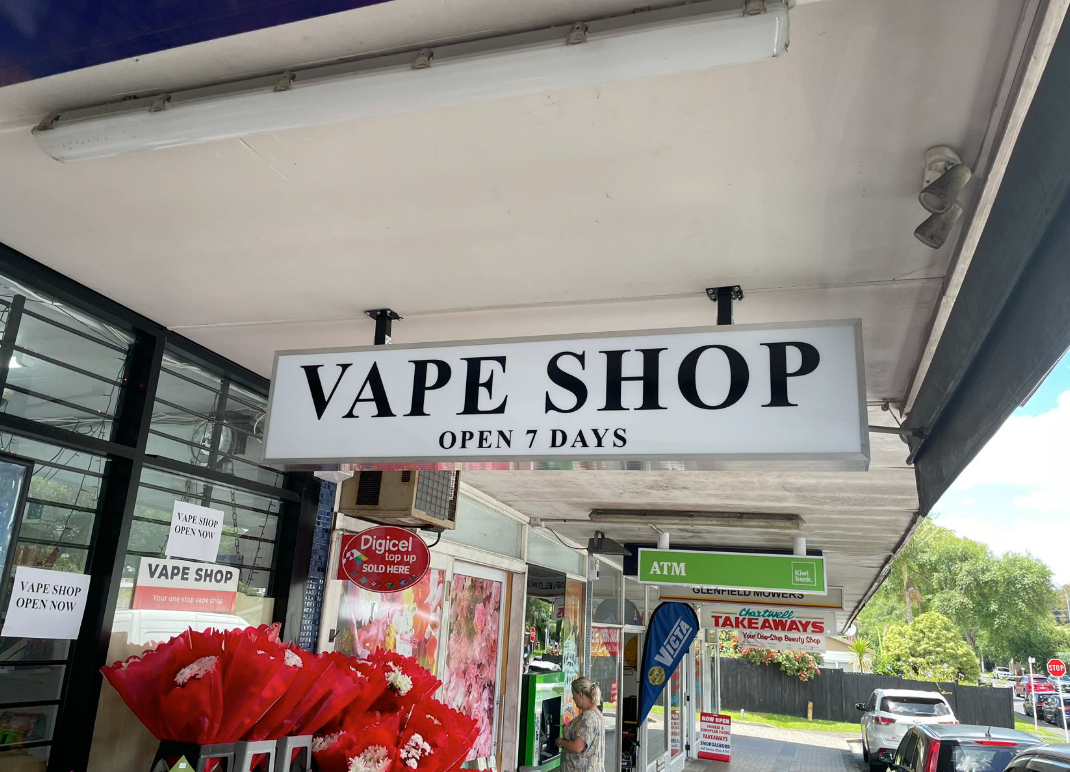 VAPE SHOP
OPEN 7 DAYS
VAPE SHOP
OPEN NOW
VAPE SHOP
OPEN NOW
VAPE SHOP
Your one stop vape shop
Digicel
top up
SOLD HERE
ATM
Kiwi
bank.
GLENFIELD MOWERS
Chartwell
TAKEAWAYS
Your One-Stop Beauty Shop
VICTA
NOW OPEN
TAKEAWAYS
STOP